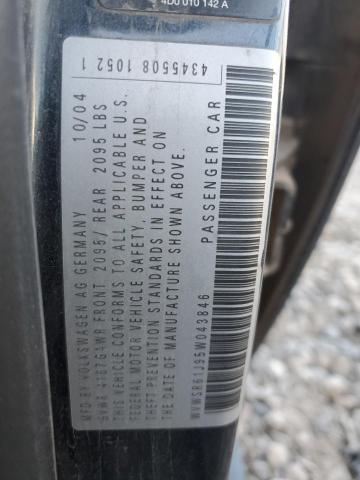 4D0 010 142 A
4345508 1052 1
MFD BY VOLKSWAGEN AG GERMANY 10/04
GVWR 4187 GAWR FRONT 2095/ REAR 2095 LBS
THIS VEHICLE CONFORMS TO ALL APPLICABLE U.S.
FEDERAL MOTOR VEHICLE SAFETY, BUMPER AND
THEFT PREVENTION STANDARDS IN EFFECT ON
THE DATE OF MANUFACTURE SHOWN ABOVE.
WVWSR61J95W043846 PASSENGER CAR